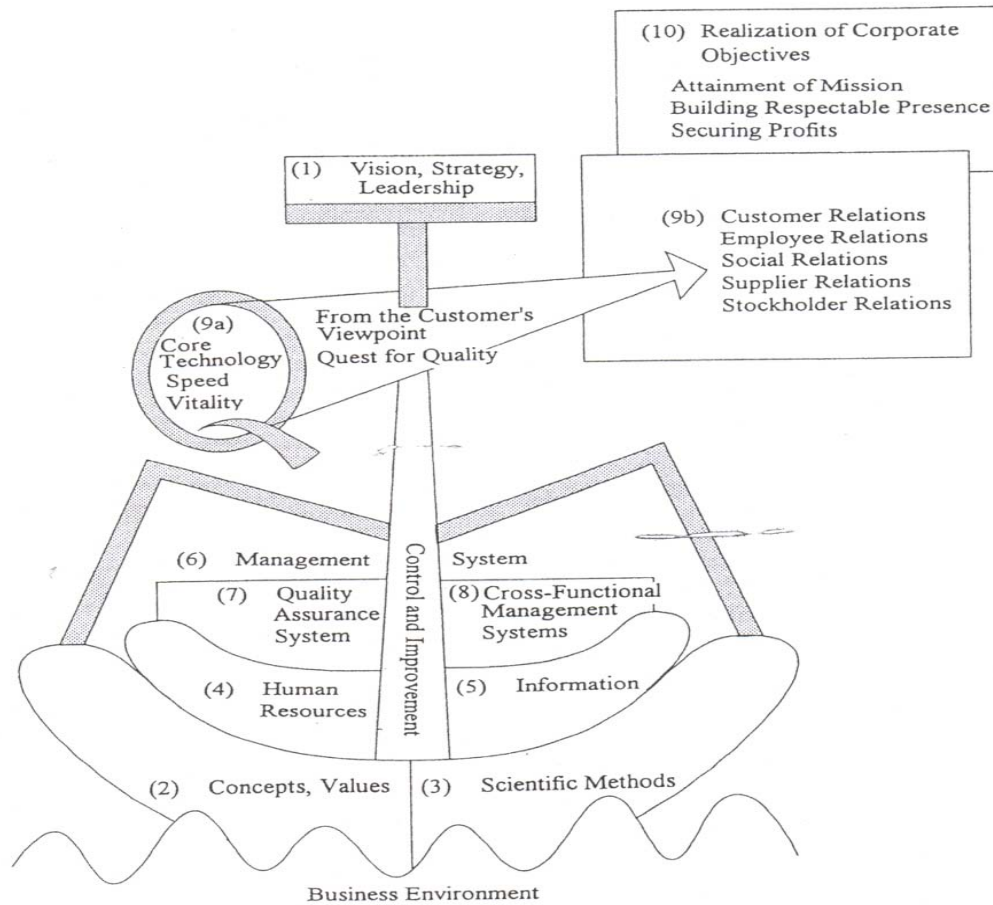 (10) Realization of Corporate
Objectives
Attainment of Mission
Building Respectable Presence
Securing Profits
(1) Vision, Strategy,
Leadership
(9b) Customer Relations
Employee Relations
Social Relations
Supplier Relations
Stockholder Relations
(9a)
Core
Technology
Speed
Vitality
From the Customer's
Viewpoint
Quest for Quality
Control and Improvement
(6) Management System
(7) Quality
Assurance
System
(8) Cross-Functional
Management
Systems
(4) Human
Resources
(5) Information
(2) Concepts, Values
(3) Scientific Methods
Business Environment